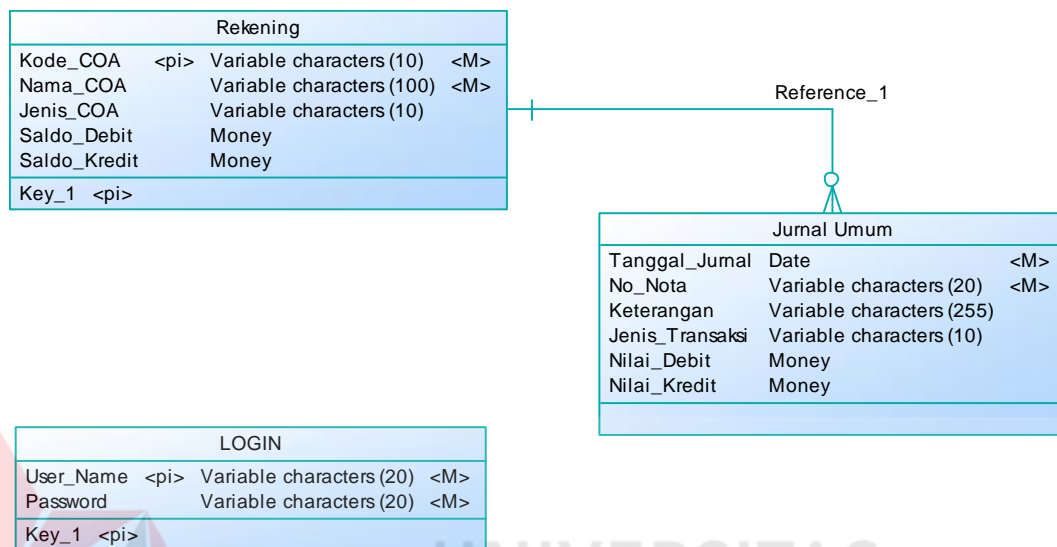 Rekening
Kode_COA <pi> Variable characters (10) <M>
Nama_COA Variable characters (100) <M>
Jenis_COA Variable characters (10)
Saldo_Debit Money
Saldo_Kredit Money
Key_1 <pi>
Reference_1
Jurnal Umum
Tanggal_Jurnal Date <M>
No_Nota Variable characters (20) <M>
Keterangan Variable characters (255)
Jenis_Transaksi Variable characters (10)
Nilai_Debit Money
Nilai_Kredit Money
LOGIN
User_Name <pi> Variable characters (20) <M>
Password Variable characters (20) <M>
Key_1 <pi>
UNIVERSITAS